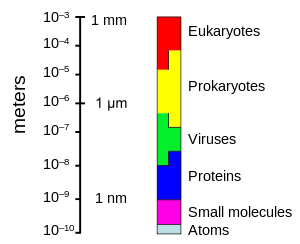 10⁻³ 1 mm
Eukaryotes
10⁻⁴
10⁻⁵
Prokaryotes
10⁻⁶ 1 µm
10⁻⁷
Viruses
10⁻⁸
Proteins
10⁻⁹ 1 nm
Small molecules
10⁻¹⁰
Atoms
meters